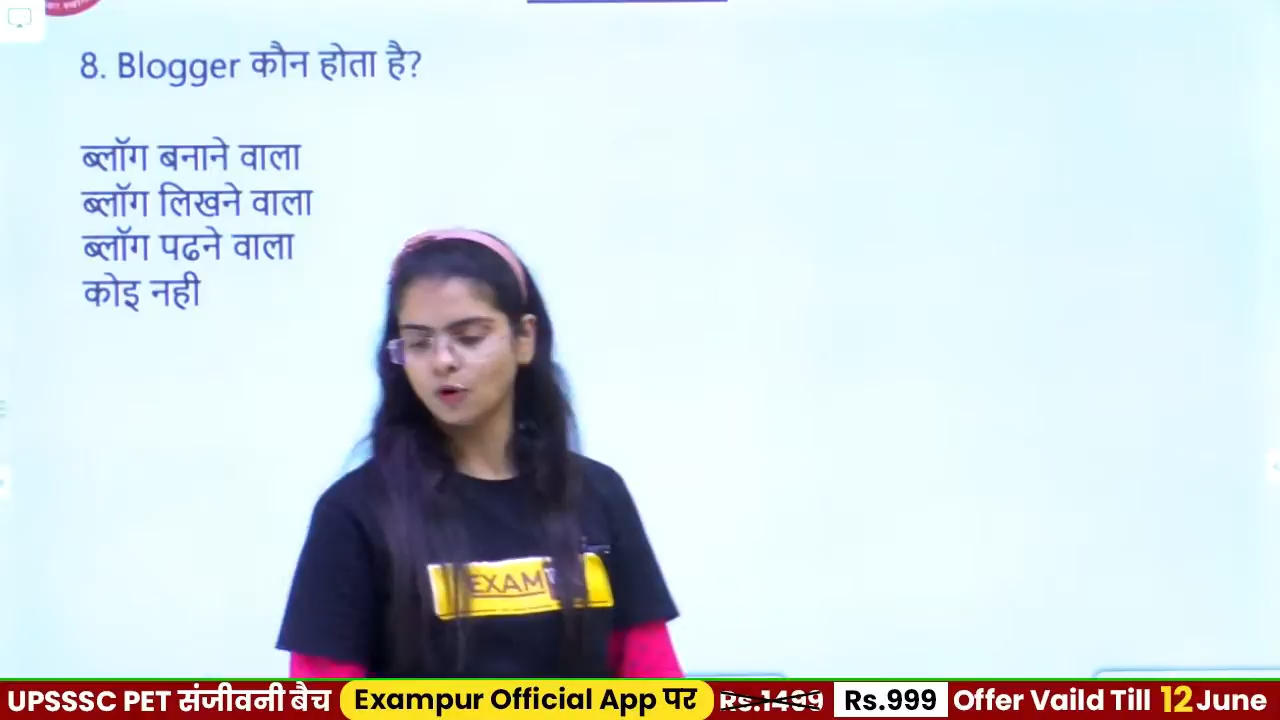 8. Blogger कौन होता है?
ब्लॉग बनाने वाला
ब्लॉग लिखने वाला
ब्लॉग पढने वाला
कोइ नही
EXAM
UPSSSC PET संजीवनी बैच Exampur Official App पर Rs.1499 Rs.999 Offer Vaild Till 12 June